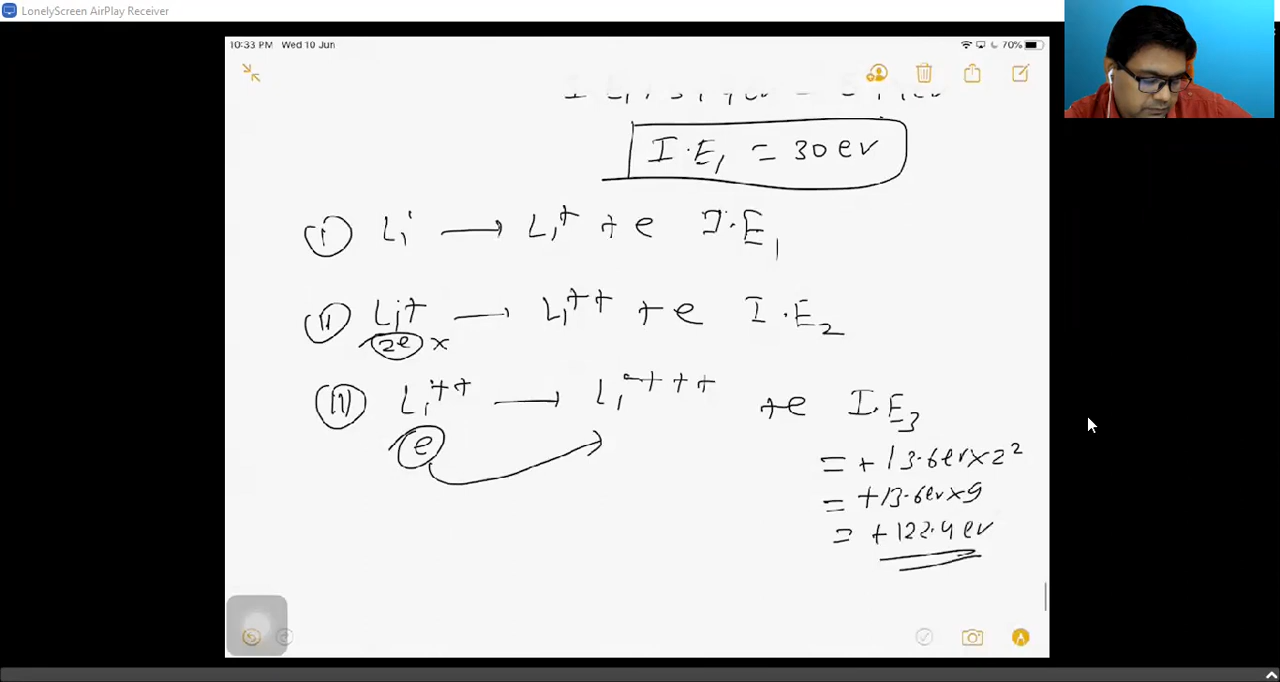 LonelyScreen AirPlay Receiver
10:33 PM Wed 10 Jun
70%
I.E1 = 30 ev
I Li → Li+ + e I.E1
II Li+ → Li++ + e I.E2
2e x
III Li++ → Li+++ + e I.E3
e
= + 13.6ev x z2
= +13.6ev x 9
= +122.4 ev